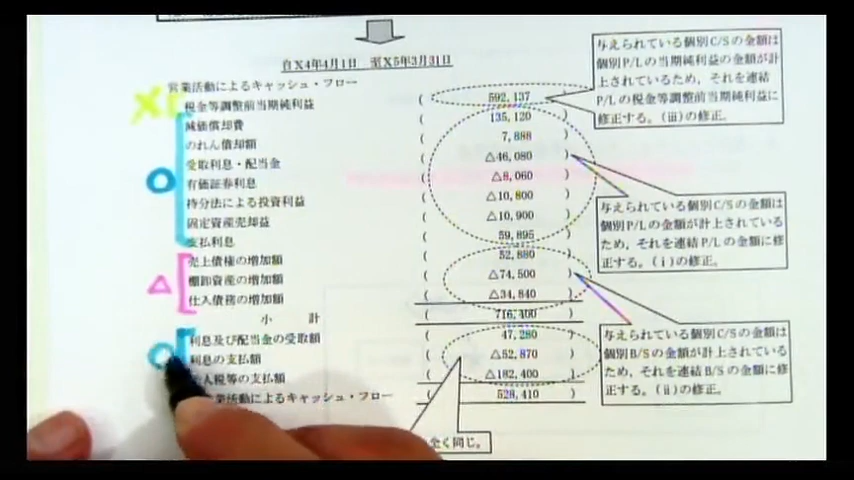 自X4年4月1日　至X5年3月31日
営業活動によるキャッシュ・フロー
税金等調整前当期純利益 ( 592,137 )
減価償却費 ( 135,120 )
のれん償却額 ( 7,888 )
受取利息・配当金 ( △46,080 )
有価証券利息 ( △8,060 )
持分法による投資利益 ( △10,800 )
固定資産売却益 ( △10,900 )
支払利息 ( 59,895 )
売上債権の増加額 ( 52,880 )
棚卸資産の増加額 ( △74,500 )
仕入債務の増加額 ( △34,840 )
小　計 ( 716,400 )
利息及び配当金の受取額 ( 47,280 )
利息の支払額 ( △52,870 )
人税等の支払額 ( △182,400 )
業活動によるキャッシュ・フロー ( 528,410 )
与えられている個別C/Sの金額は
個別P/Lの当期純利益の金額が計
上されているため，それを連結
P/Lの税金等調整前当期純利益に
修正する。(ⅲ)の修正。
与えられている個別C/Sの金額は
個別P/Lの金額が計上されている
ため，それを連結P/Lの金額に修
正する。(ⅰ)の修正。
与えられている個別C/Sの金額は
個別B/Sの金額が計上されている
ため，それを連結B/Sの金額に修
正する。(ⅱ)の修正。
全く同じ。